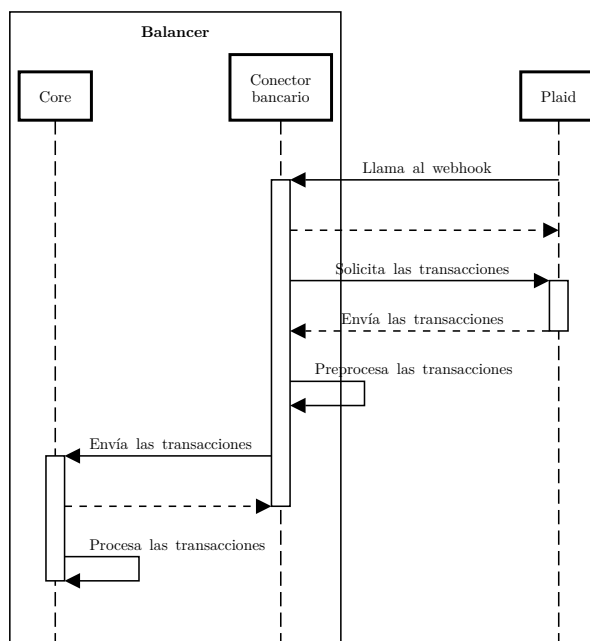 Balancer
Core
Conector
bancario
Plaid
Llama al webhook
Solicita las transacciones
Envía las transacciones
Preprocesa las transacciones
Envía las transacciones
Procesa las transacciones